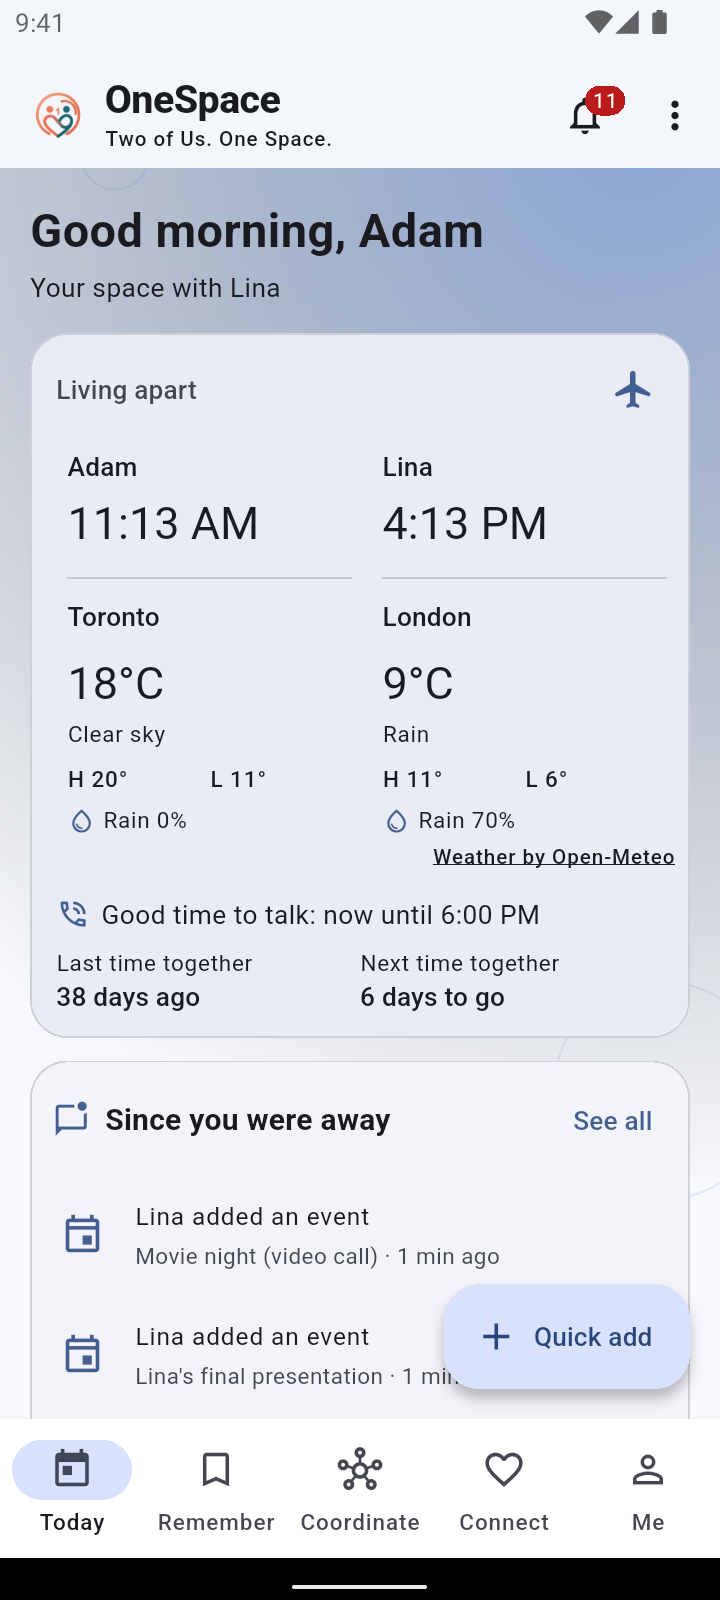 9:41
OneSpace
11
Two of Us. One Space.
Good morning, Adam
Your space with Lina
Living apart
Adam
Lina
11:13 AM
4:13 PM
Toronto
London
18°C
9°C
Clear sky
Rain
H 20°
L 11°
H 11°
L 6°
Rain 0%
Rain 70%
Weather by Open-Meteo
Good time to talk: now until 6:00 PM
Last time together
Next time together
38 days ago
6 days to go
Since you were away
See all
Lina added an event
Movie night (video call) · 1 min ago
Lina added an event
Lina's final presentation · 1 min
Quick add
Today
Remember
Coordinate
Connect
Me